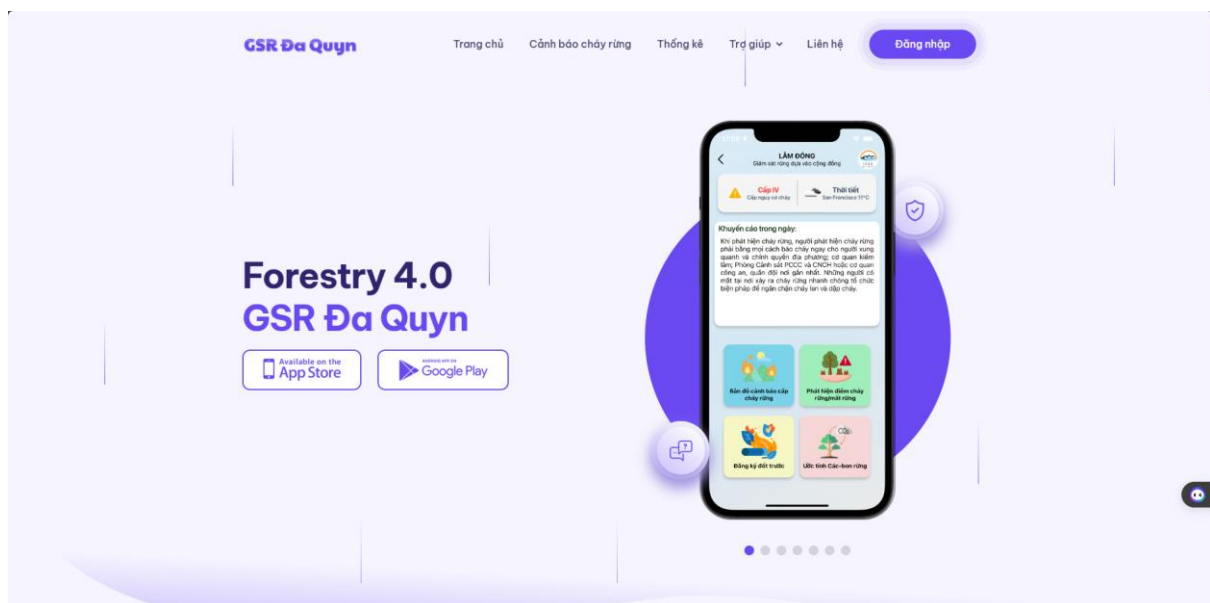 GSR Đa Quyn
Trang chủ
Cảnh báo cháy rừng
Thống kê
Trợ giúp
Liên hệ
Đăng nhập
Forestry 4.0
GSR Đa Quyn
Available on the
App Store
ANDROID APP ON
Google Play
LÂM ĐỒNG
Giám sát rừng dựa vào cộng đồng
Cấp IV
Cấp nguy cơ cháy
Thời tiết
San Francisco 11°C
Khuyến cáo trong ngày:
Khi phát hiện cháy rừng, người phát hiện cháy rừng
phải bằng mọi cách báo cháy ngay cho người xung
quanh và chính quyền địa phương; cơ quan kiểm
lâm; Phòng Cảnh sát PCCC và CNCH hoặc cơ quan
công an, quân đội nơi gần nhất. Những người có
mặt tại nơi xảy ra cháy rừng nhanh chóng tổ chức
biện pháp để ngăn chặn cháy lan và dập cháy.
Bản đồ cảnh báo cấp
cháy rừng
Phát hiện điểm cháy
rừng/mất rừng
Đăng ký đốt trước
CO₂
Ước tính Các-bon rừng